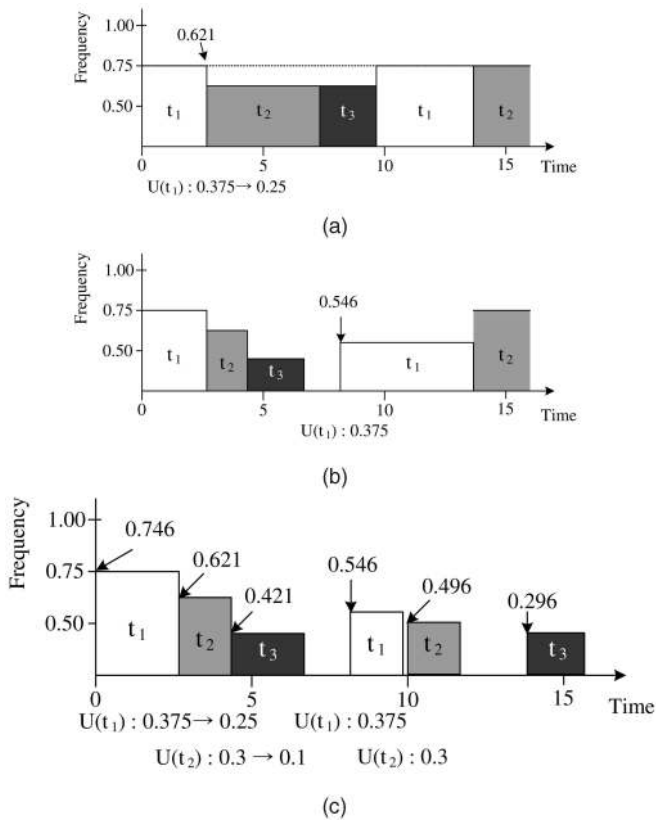 Frequency
1.00
0.75
0.50
0.621
t1
t2
t3
t1
t2
0
5
10
15
Time
U(t1) : 0.375→ 0.25
(a)
Frequency
1.00
0.75
0.50
0.546
t1
t2
t3
t1
t2
0
5
10
15
Time
U(t1) : 0.375
(b)
Frequency
1.00
0.75
0.50
0.746
0.621
0.421
0.546
0.496
0.296
t1
t2
t3
t1
t2
t3
0
5
10
15
Time
U(t1) : 0.375→ 0.25
U(t1) : 0.375
U(t2) : 0.3 → 0.1
U(t2) : 0.3
(c)